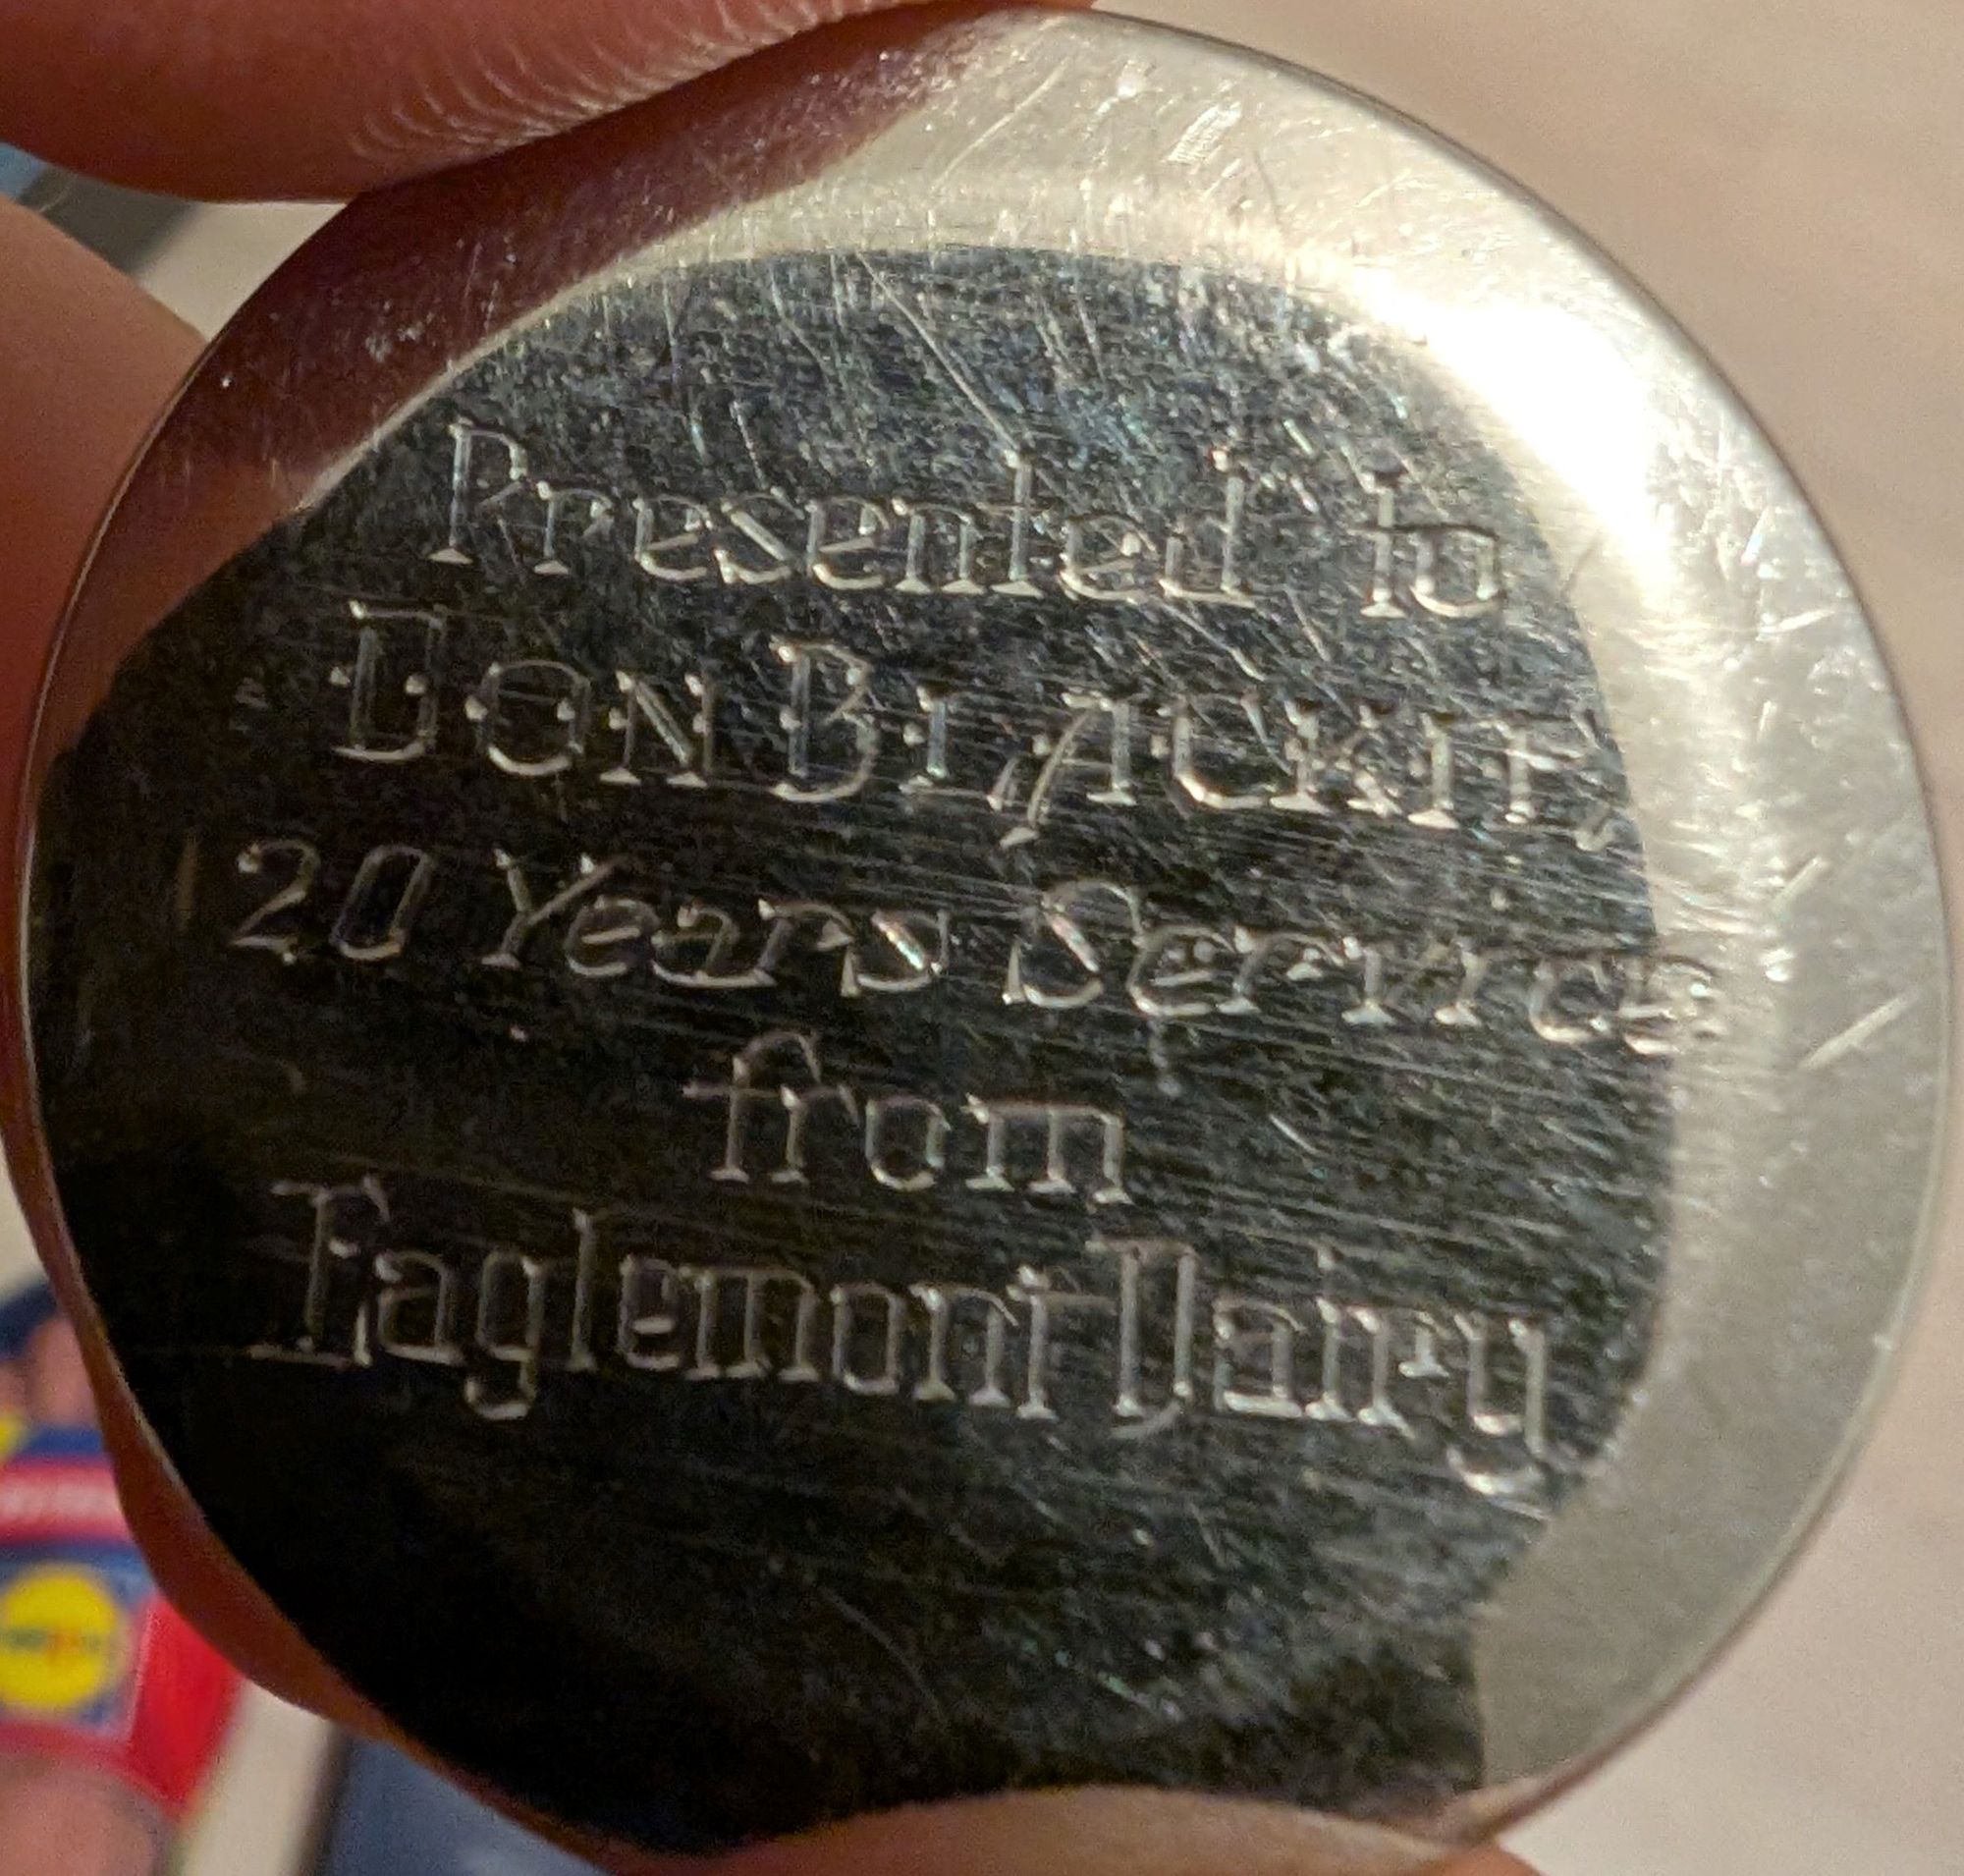 Presented to
DON BLACKIE,
20 Years Service
from
Eaglemont Dairy